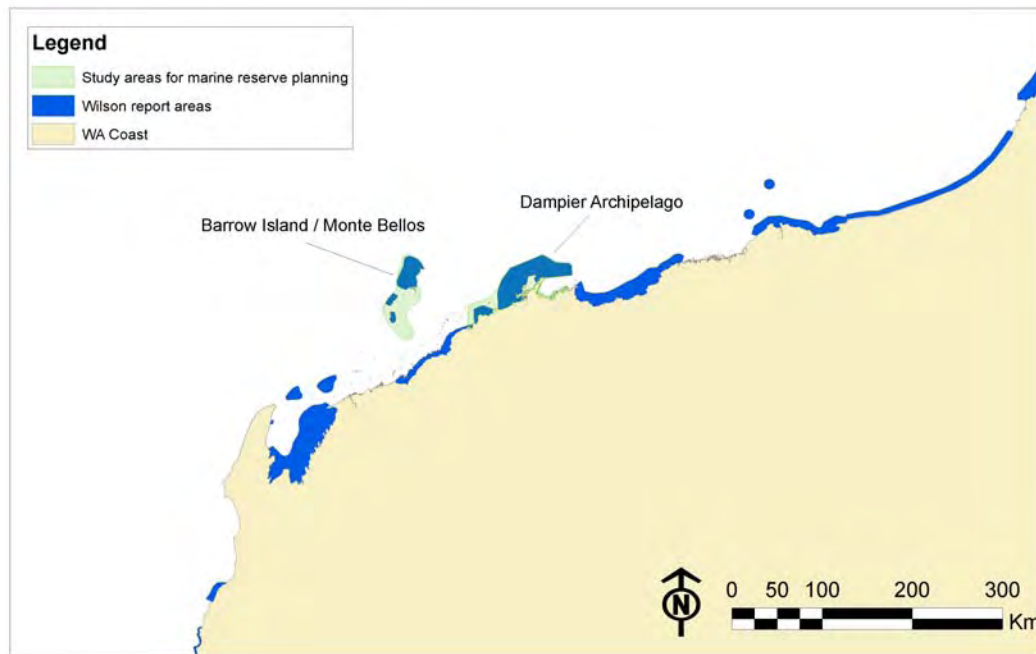 Legend
Study areas for marine reserve planning
Wilson report areas
WA Coast
Dampier Archipelago
Barrow Island / Monte Bellos
N
0 50 100 200 300
Km